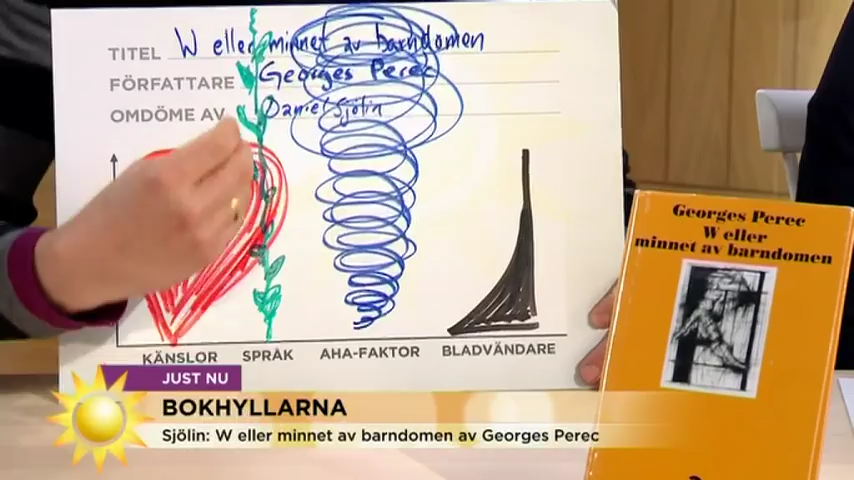 TITEL W eller minnet av barndomen
FÖRFATTARE Georges Perec
OMDÖME AV Daniel Sjölin
KÄNSLOR SPRÅK AHA-FAKTOR BLADVÄNDARE
Georges Perec
W eller
minnet av barndomen
JUST NU
BOKHYLLARNA
Sjölin: W eller minnet av barndomen av Georges Perec